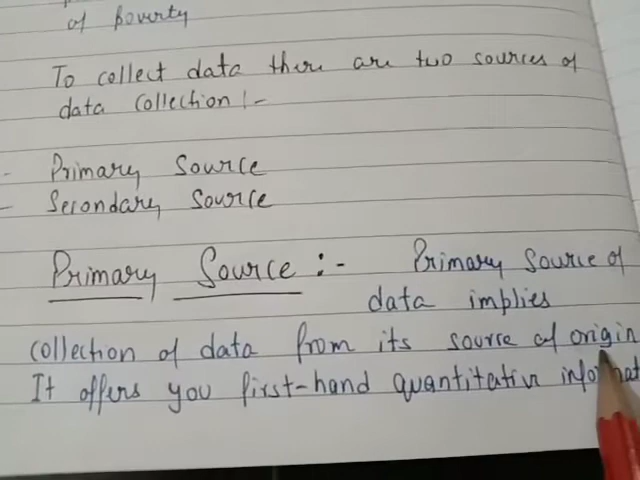 of poverty
To collect data there are two sources of
data collection :-
- Primary Source
- Secondary Source
Primary Source :- Primary Source of
data implies
collection of data from its source of origin
It offers you first-hand quantitative informat